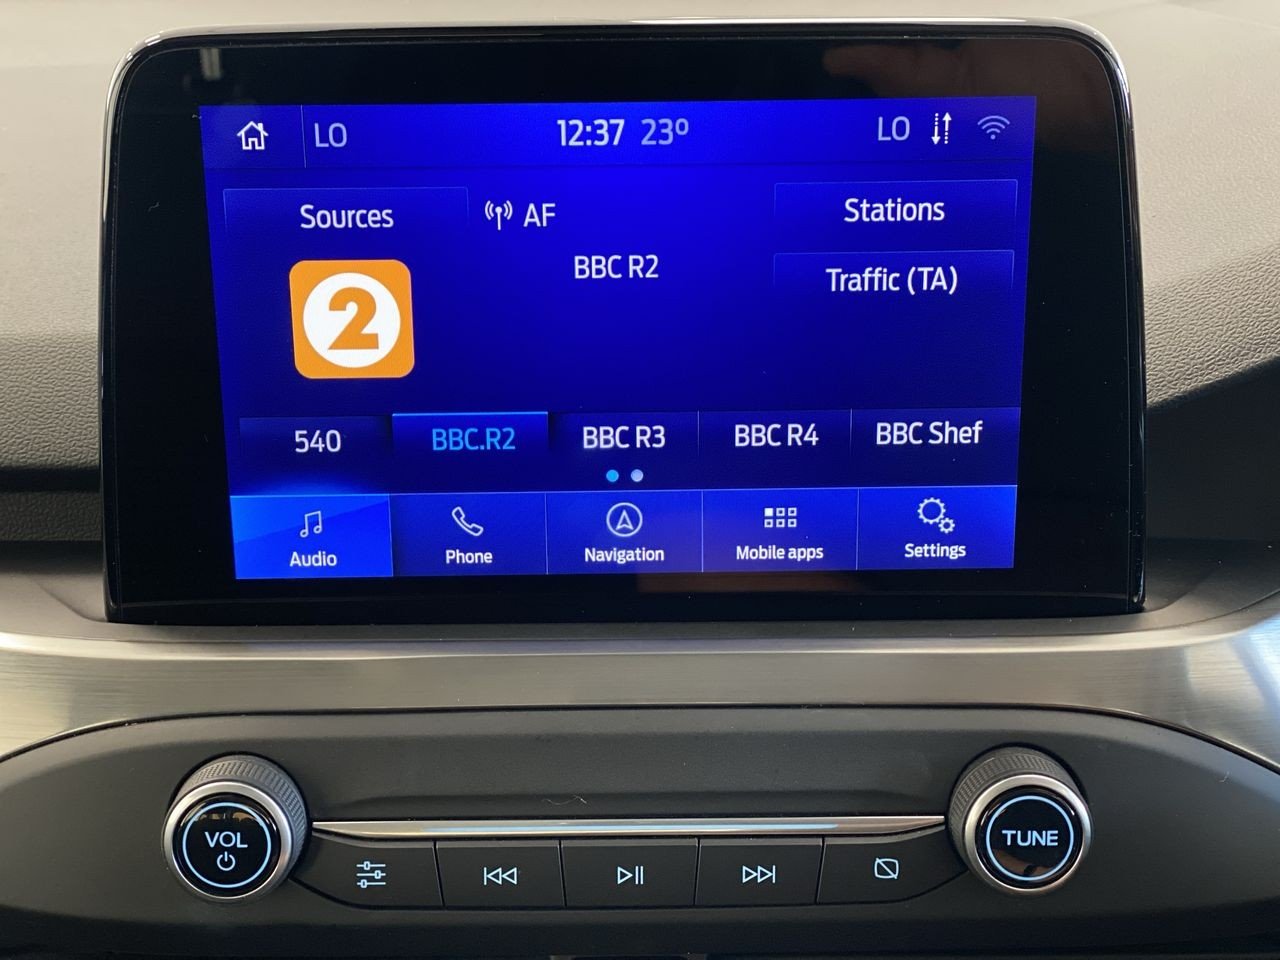 LO 12:37 23º LO
Sources AF Stations
BBC R2
Traffic (TA)
2
540 BBC.R2 BBC R3 BBC R4 BBC Shef
Audio Phone Navigation Mobile apps Settings
VOL TUNE